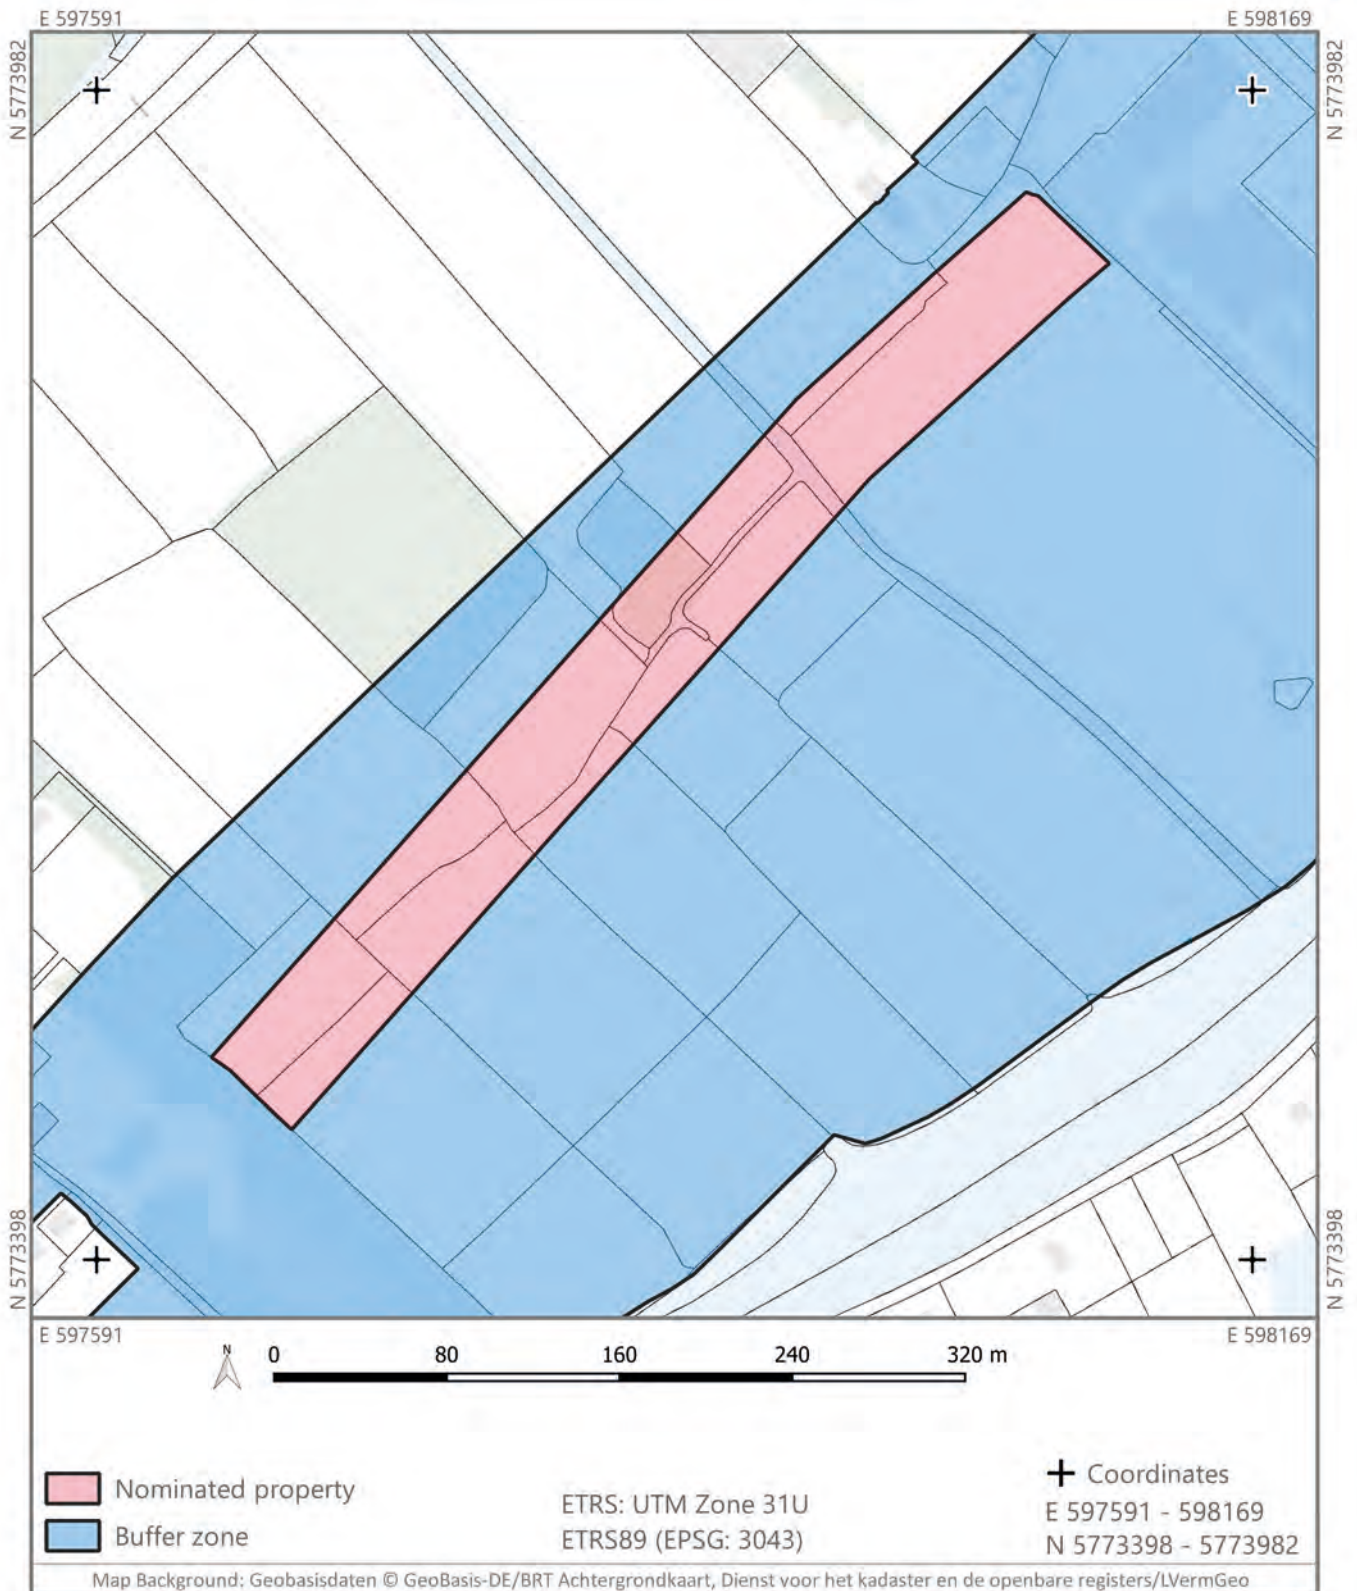 E 597591
E 598169
N 5773982
N 5773982
N 5773398
N 5773398
E 597591
E 598169
N
0 80 160 240 320 m
Nominated property
Buffer zone
ETRS: UTM Zone 31U
ETRS89 (EPSG: 3043)
Coordinates
E 597591 - 598169
N 5773398 - 5773982
Map Background: Geobasisdaten © GeoBasis-DE/BRT Achtergrondkaart, Dienst voor het kadaster en de openbare registers/LVermGeo